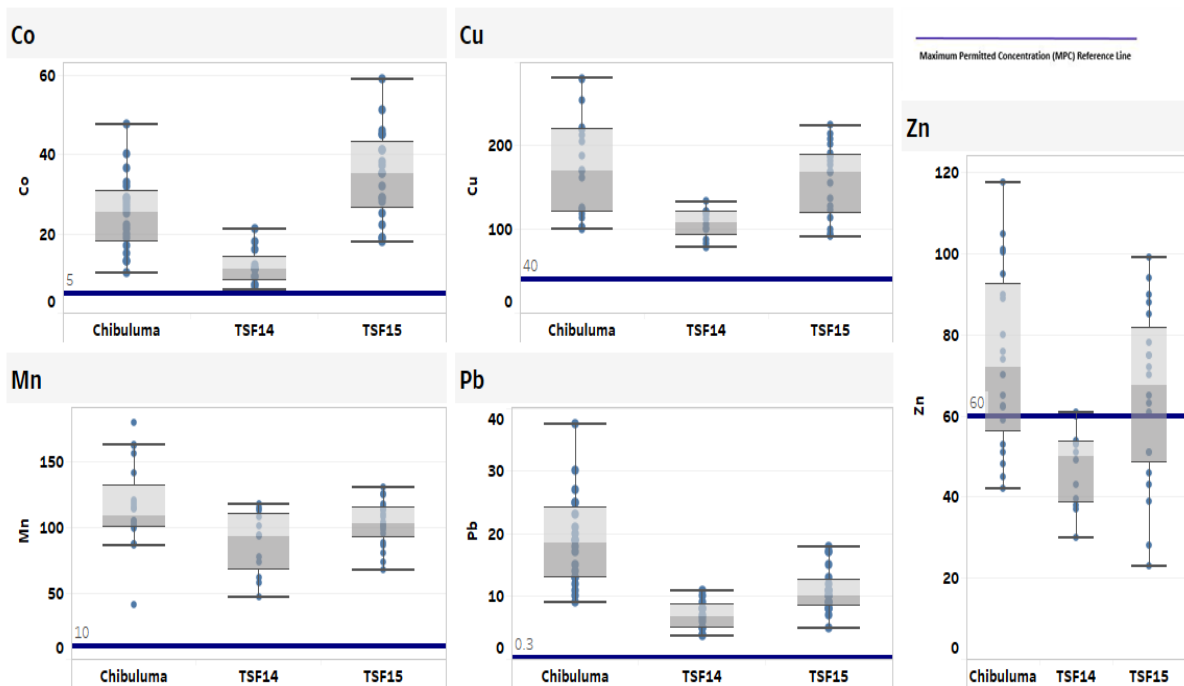 Co
Cu
Maximum Permitted Concentration (MPC) Reference Line
Co
60
40
20
5
0
Chibuluma TSF14 TSF15
Cu
200
100
40
0
Chibuluma TSF14 TSF15
Zn
Zn
120
100
80
60
60
40
20
0
Chibuluma TSF14 TSF15
Mn
Mn
150
100
50
10
0
Chibuluma TSF14 TSF15
Pb
Pb
40
30
20
10
0.3
0
Chibuluma TSF14 TSF15